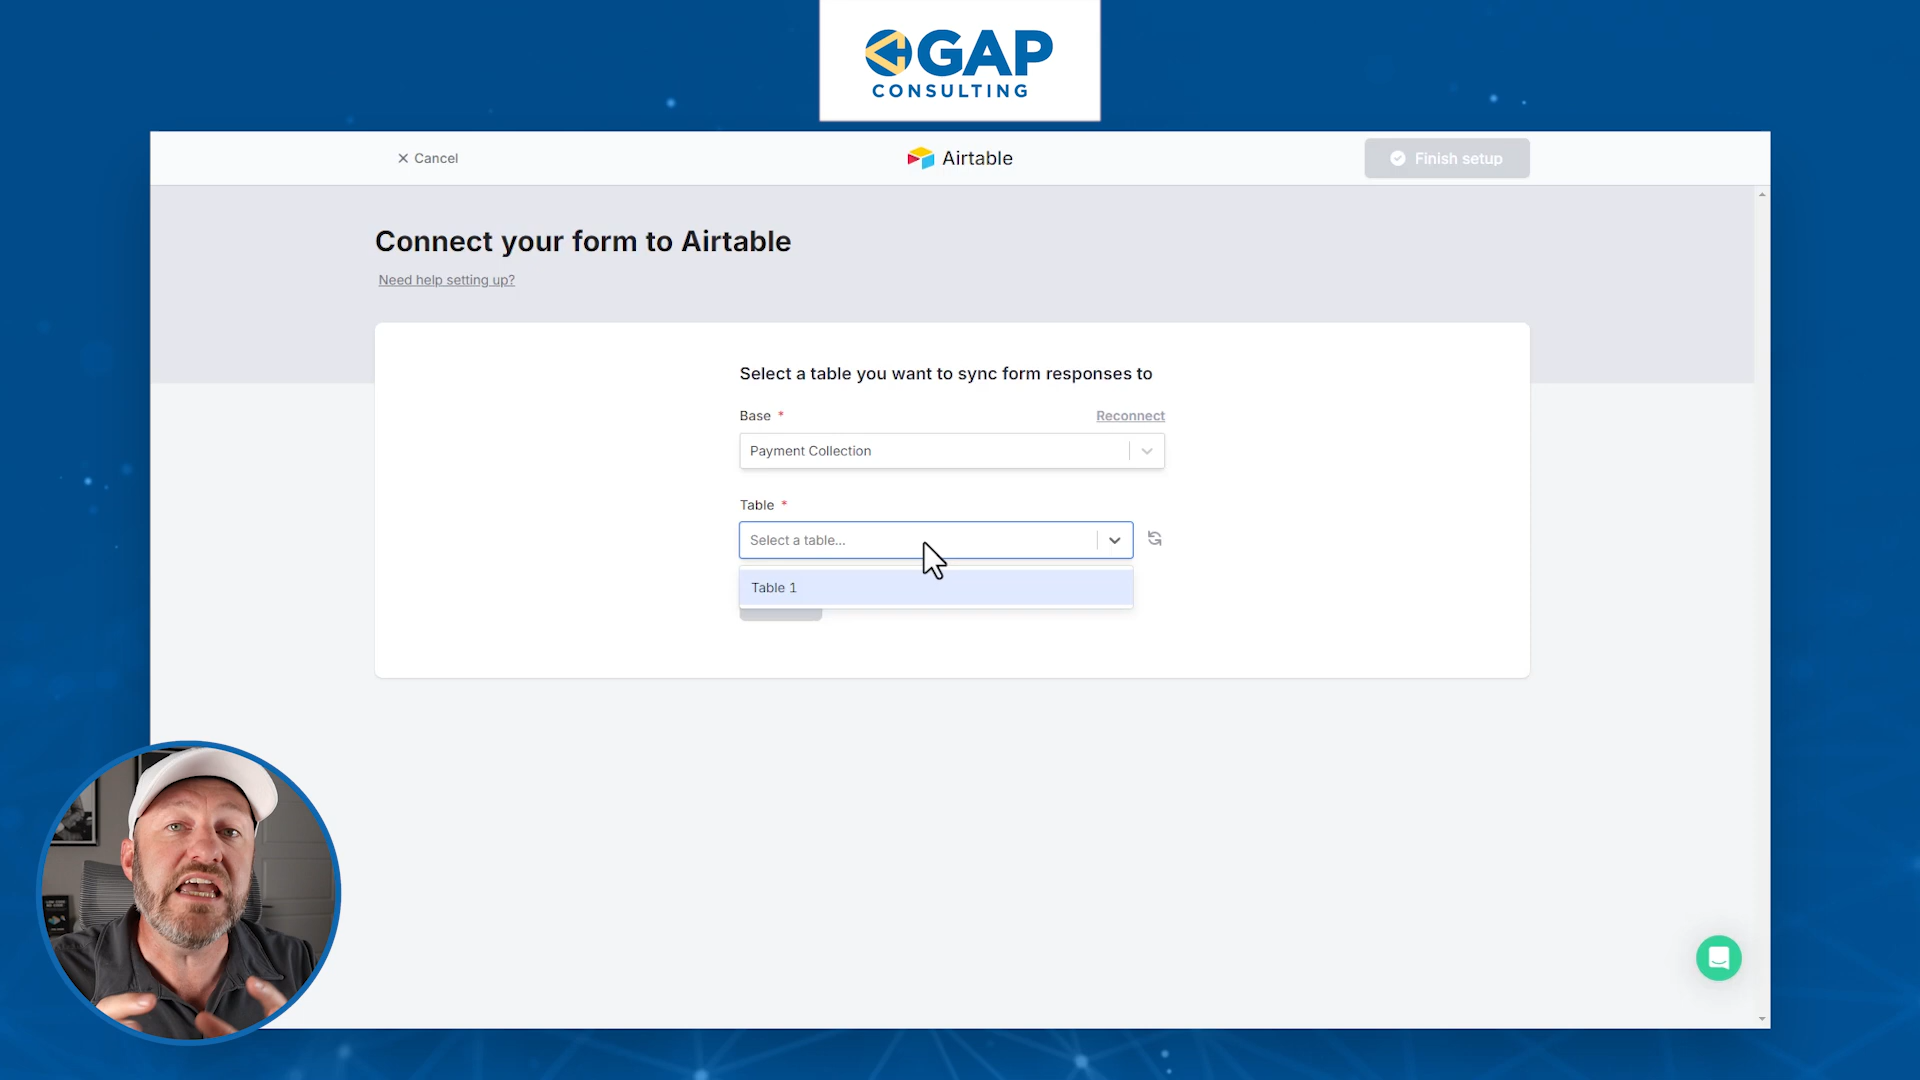 GAP
CONSULTING
Cancel
Airtable
Finish setup
Connect your form to Airtable
Need help setting up?
Select a table you want to sync form responses to
Base *
Reconnect
Payment Collection
Table *
Select a table...
Table 1